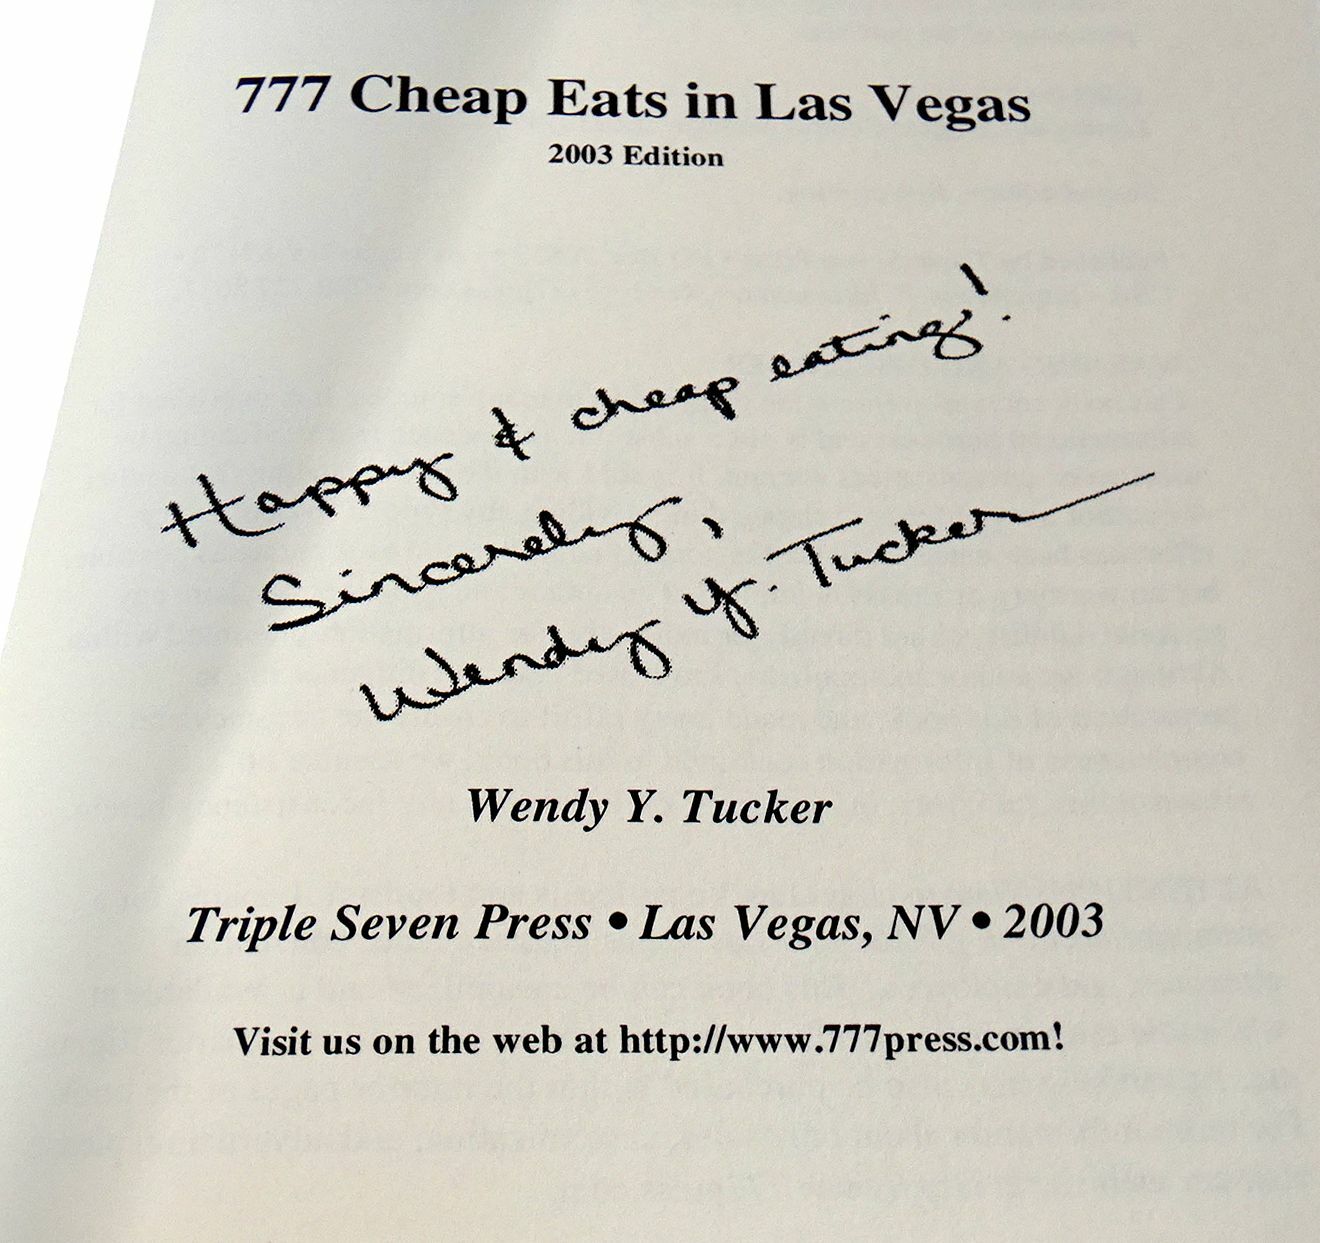 777 Cheap Eats in Las Vegas
2003 Edition
Happy & cheap eating!
Sincerely,
Wendy Y. Tucker
Wendy Y. Tucker
Triple Seven Press • Las Vegas, NV • 2003
Visit us on the web at http://www.777press.com!